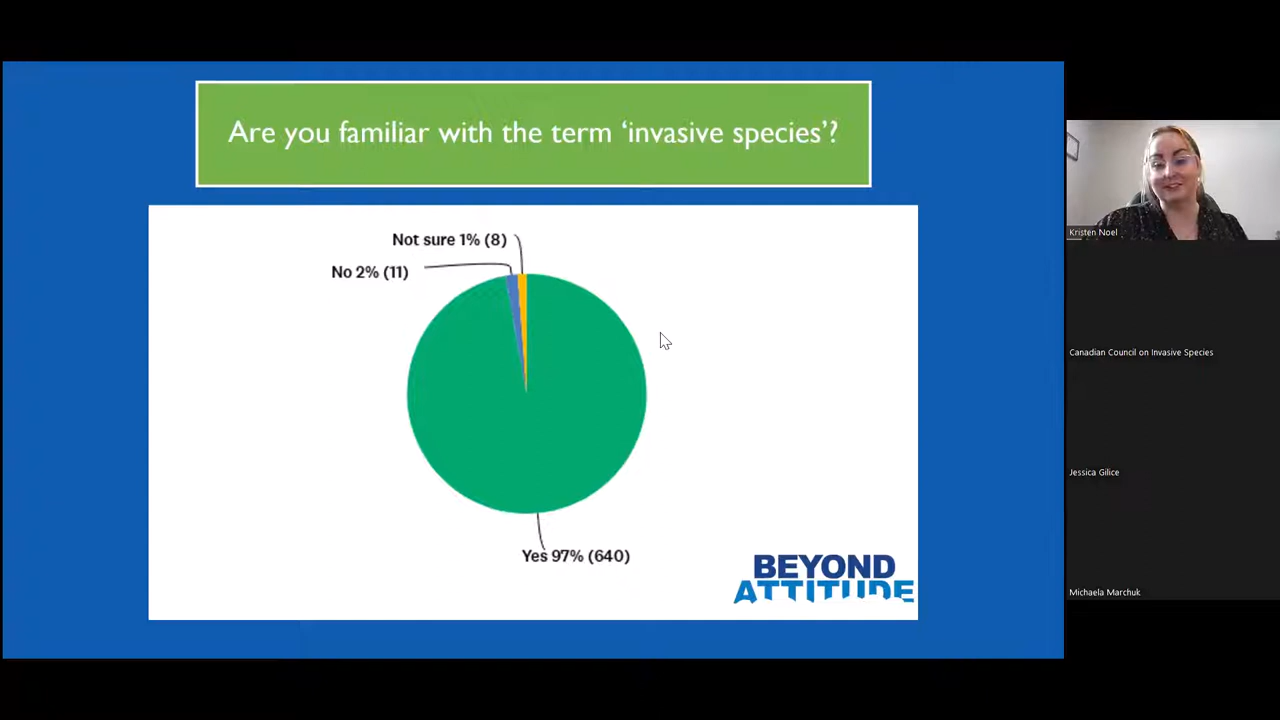 Are you familiar with the term ‘invasive species’?
Not sure 1% (8)
No 2% (11)
Yes 97% (640)
BEYOND
ATTITUDE
Kristen Noel
Canadian Council on Invasive Species
Jessica Gilice
Michaela Marchuk